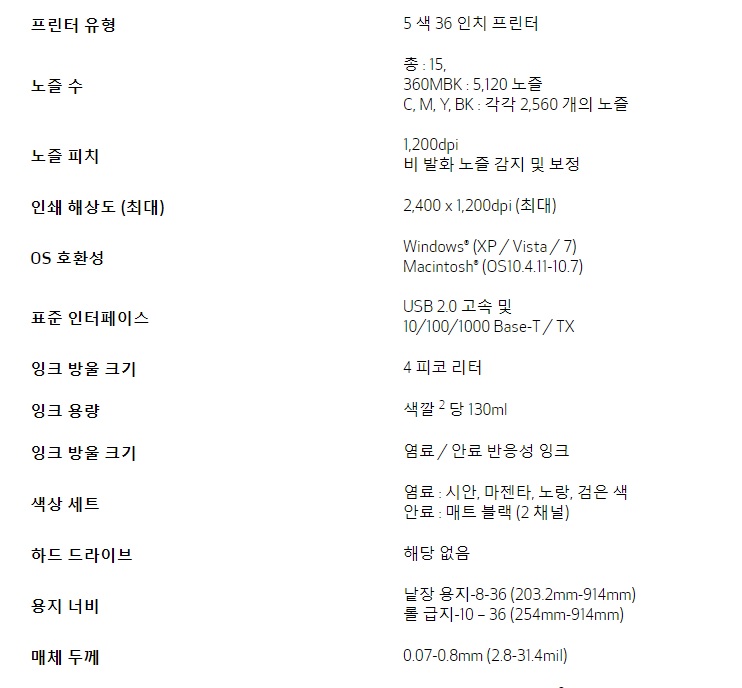 프린터 유형
5 색 36 인치 프린터
노즐 수
총 : 15,
360MBK : 5,120 노즐
C, M, Y, BK : 각각 2,560 개의 노즐
노즐 피치
1,200dpi
비 발화 노즐 감지 및 보정
인쇄 해상도 (최대)
2,400 x 1,200dpi (최대)
OS 호환성
Windows® (XP / Vista / 7)
Macintosh® (OS10.4.11-10.7)
표준 인터페이스
USB 2.0 고속 및
10/100/1000 Base-T / TX
잉크 방울 크기
4 피코 리터
잉크 용량
색깔 2 당 130ml
잉크 방울 크기
염료 / 안료 반응성 잉크
색상 세트
염료 : 시안, 마젠타, 노랑, 검은 색
안료 : 매트 블랙 (2 채널)
하드 드라이브
해당 없음
용지 너비
낱장 용지-8-36 (203.2mm-914mm)
롤 급지-10 – 36 (254mm-914mm)
매체 두께
0.07-0.8mm (2.8-31.4mil)